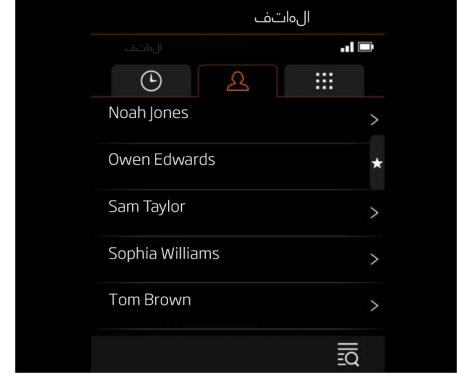 الهاتف
الهاتف
Noah Jones
Owen Edwards
Sam Taylor
Sophia Williams
Tom Brown